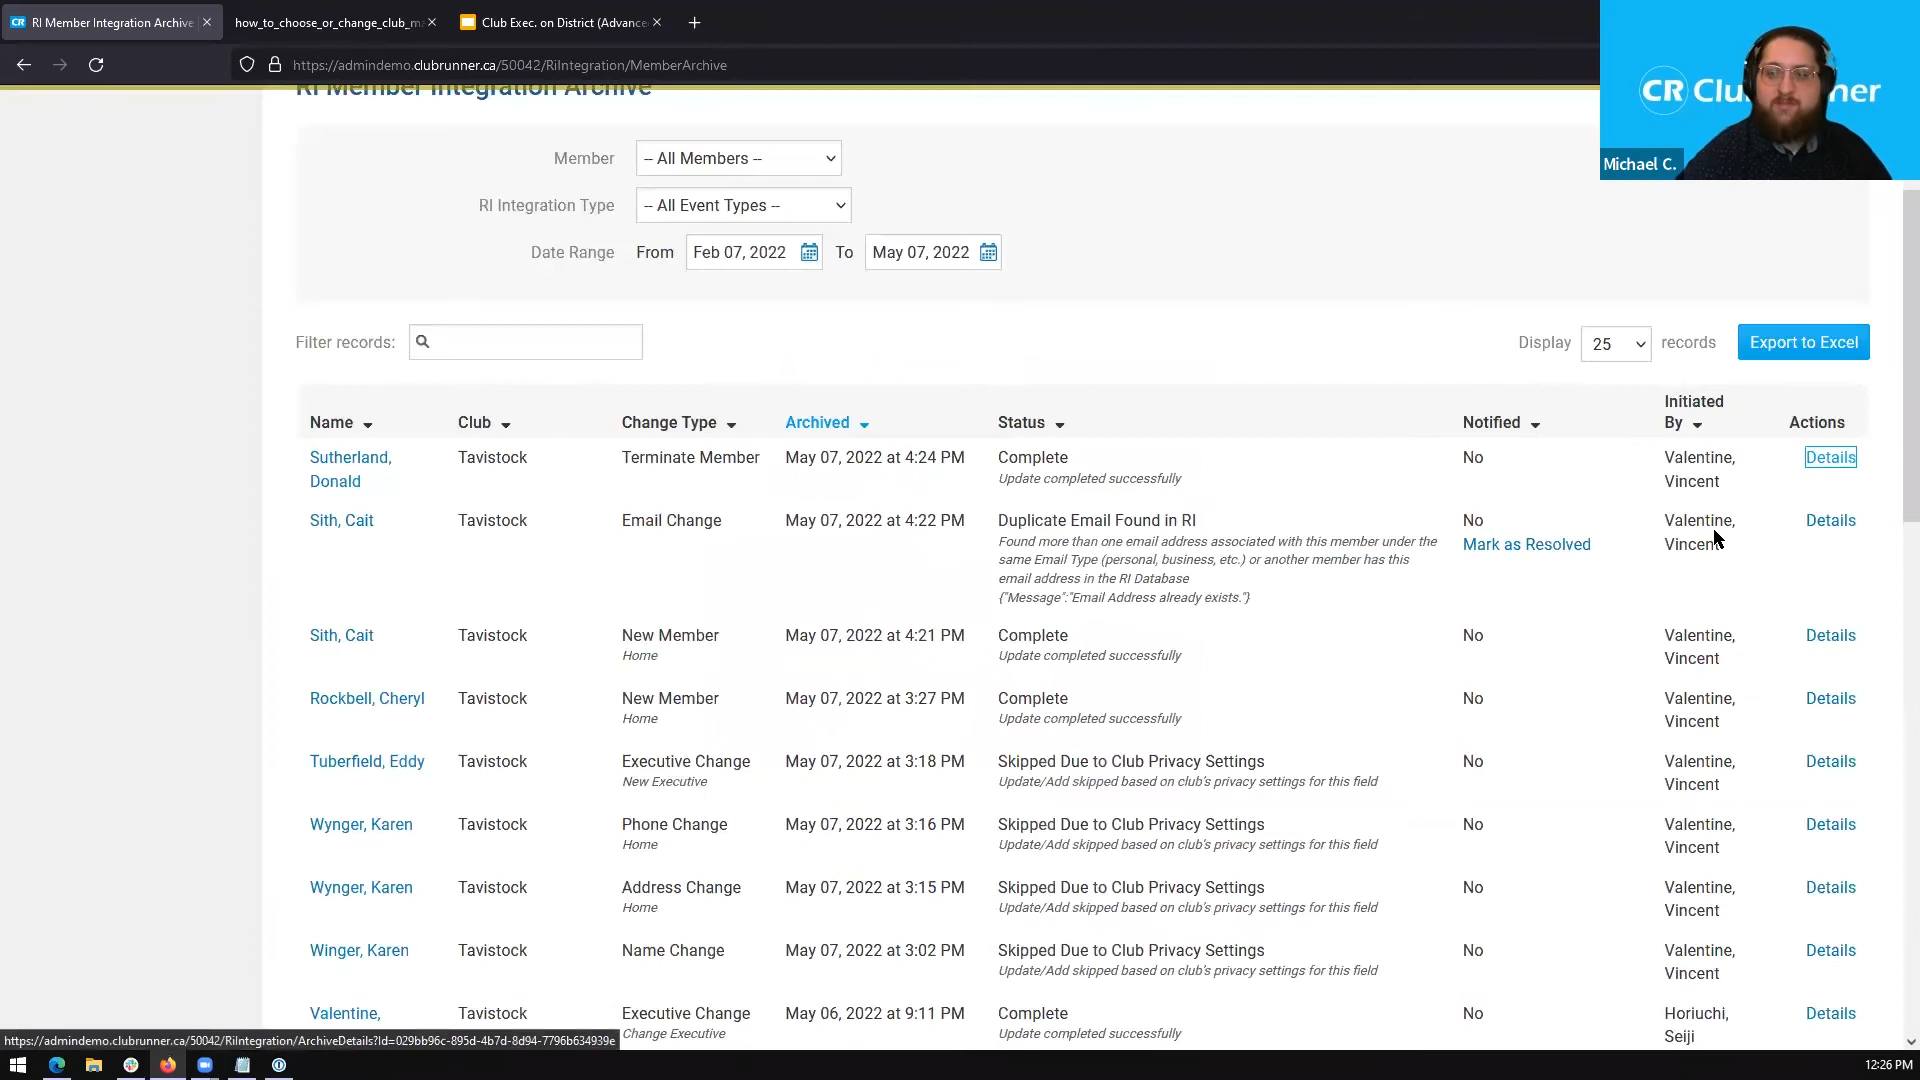 RI Member Integration Archive
how_to_choose_or_change_club_m
Club Exec. on District (Advance
https://admindemo.clubrunner.ca/50042/RiIntegration/MemberArchive
RI Member Integration Archive
Member
-- All Members --
RI Integration Type
-- All Event Types --
Date Range From Feb 07, 2022 To May 07, 2022
CR Clu ner
Michael C.
Filter records:
Display 25 records Export to Excel
Name Club Change Type Archived Status Notified Initiated By Actions
Sutherland, Tavistock Terminate Member May 07, 2022 at 4:24 PM Complete No Valentine, Details
Donald Update completed successfully Vincent
Sith, Cait Tavistock Email Change May 07, 2022 at 4:22 PM Duplicate Email Found in RI No Valentine, Details
Found more than one email address associated with this member under the Mark as Resolved Vincent
same Email Type (personal, business, etc.) or another member has this
email address in the RI Database
{"Message":"Email Address already exists."}
Sith, Cait Tavistock New Member May 07, 2022 at 4:21 PM Complete No Valentine, Details
Home Update completed successfully Vincent
Rockbell, Cheryl Tavistock New Member May 07, 2022 at 3:27 PM Complete No Valentine, Details
Home Update completed successfully Vincent
Tuberfield, Eddy Tavistock Executive Change May 07, 2022 at 3:18 PM Skipped Due to Club Privacy Settings No Valentine, Details
New Executive Update/Add skipped based on club's privacy settings for this field Vincent
Wynger, Karen Tavistock Phone Change May 07, 2022 at 3:16 PM Skipped Due to Club Privacy Settings No Valentine, Details
Home Update/Add skipped based on club's privacy settings for this field Vincent
Wynger, Karen Tavistock Address Change May 07, 2022 at 3:15 PM Skipped Due to Club Privacy Settings No Valentine, Details
Home Update/Add skipped based on club's privacy settings for this field Vincent
Winger, Karen Tavistock Name Change May 07, 2022 at 3:02 PM Skipped Due to Club Privacy Settings No Valentine, Details
Update/Add skipped based on club's privacy settings for this field Vincent
Valentine, Tavistock Executive Change May 06, 2022 at 9:11 PM Complete No Horiuchi, Details
Change Executive Update completed successfully Seiji
https://admindemo.clubrunner.ca/50042/RiIntegration/ArchiveDetails?Id=029bb96c-895d-4b7d-8d94-7796b634939e
12:26 PM